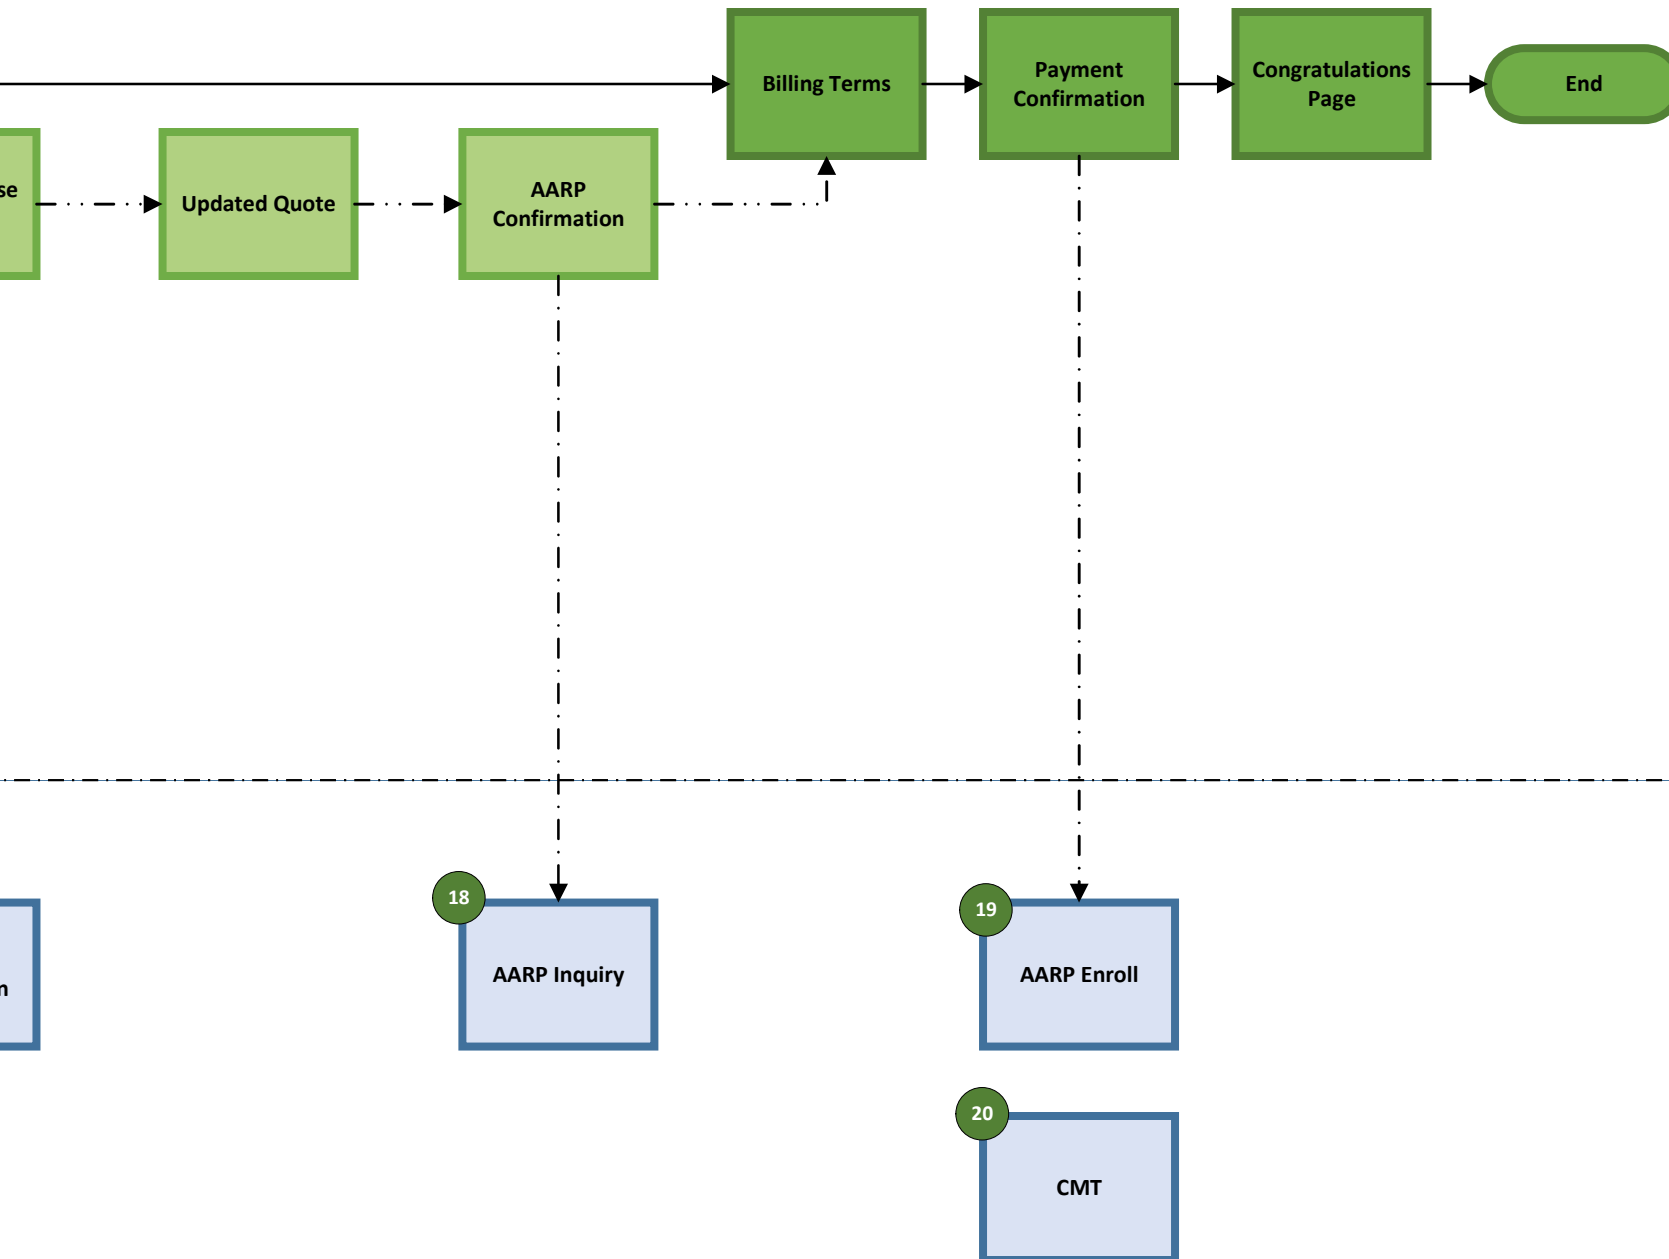 Billing Terms
Payment
Confirmation
Congratulations
Page
End
Updated Quote
AARP
Confirmation
18
AARP Inquiry
19
AARP Enroll
20
CMT